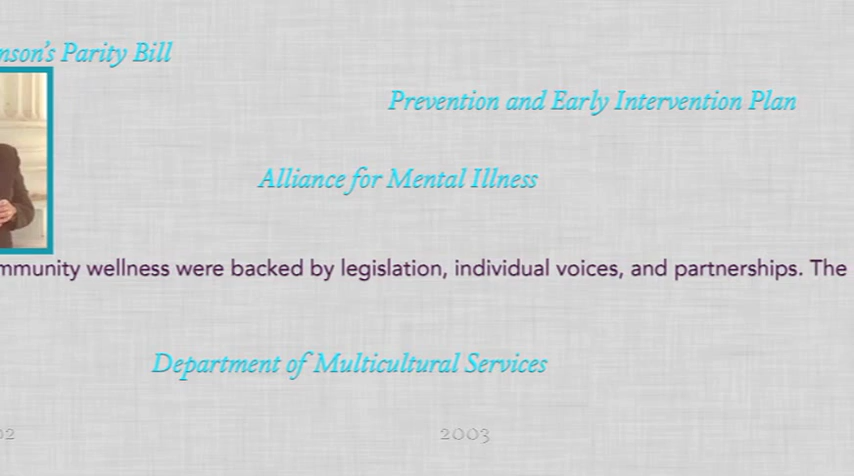 nson's Parity Bill
Prevention and Early Intervention Plan
Alliance for Mental Illness
mmunity wellness were backed by legislation, individual voices, and partnerships. The
Department of Multicultural Services
02 2003